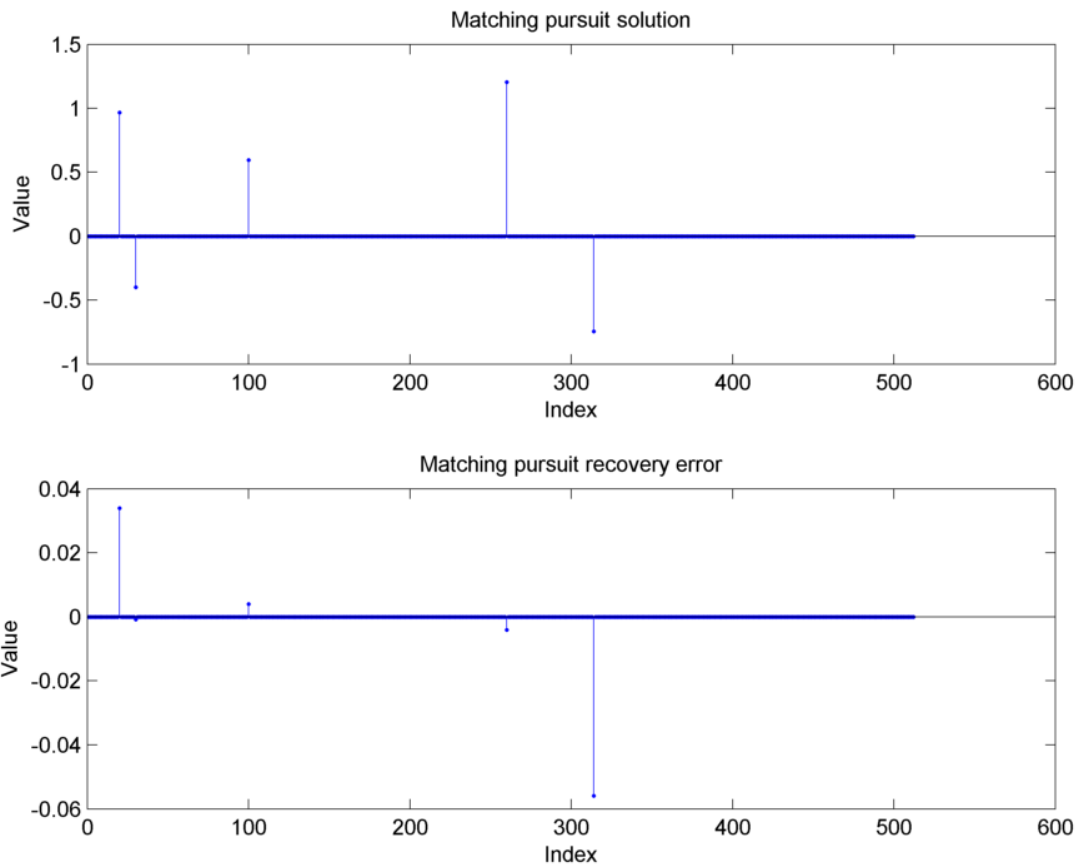 Matching pursuit solution
1.5
1
0.5
0
-0.5
-1
Value
0 100 200 300 400 500 600
Index
Matching pursuit recovery error
0.04
0.02
0
-0.02
-0.04
-0.06
Value
0 100 200 300 400 500 600
Index